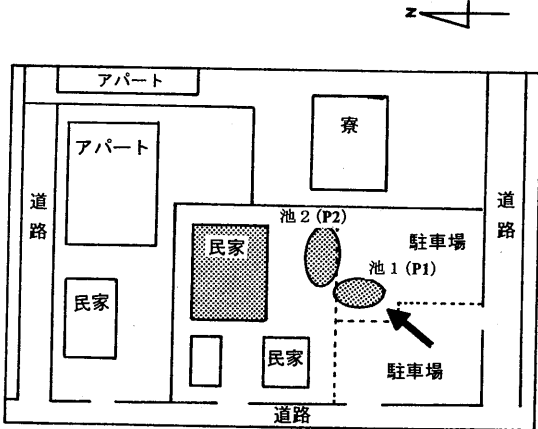 N
アパート
アパート
寮
道路
道路
池2 (P2)
民家
駐車場
池1 (P1)
民家
民家
駐車場
道路